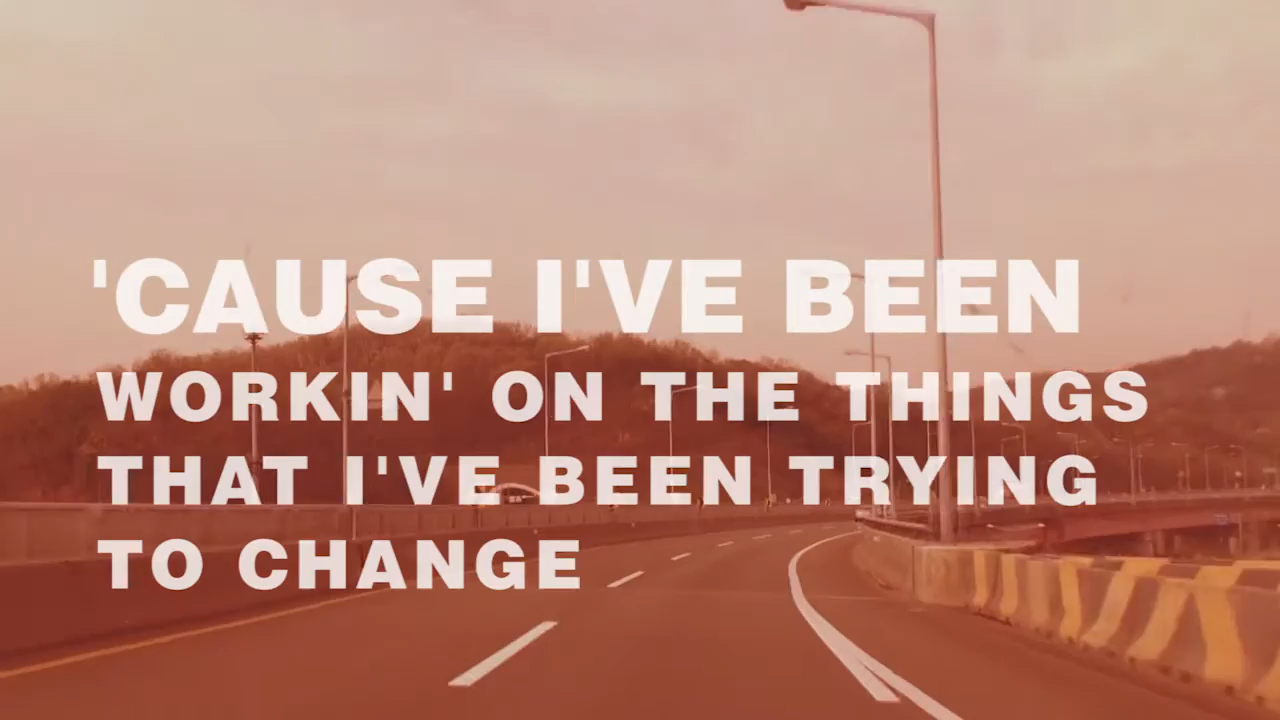 'CAUSE I'VE BEEN
WORKIN' ON THE THINGS
THAT I'VE BEEN TRYING
TO CHANGE